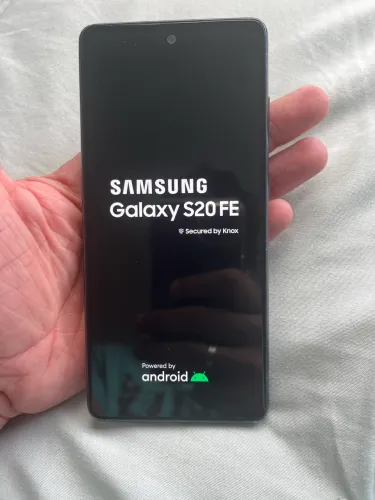 SAMSUNG
Galaxy S20 FE
Secured by Knox
Powered by
android